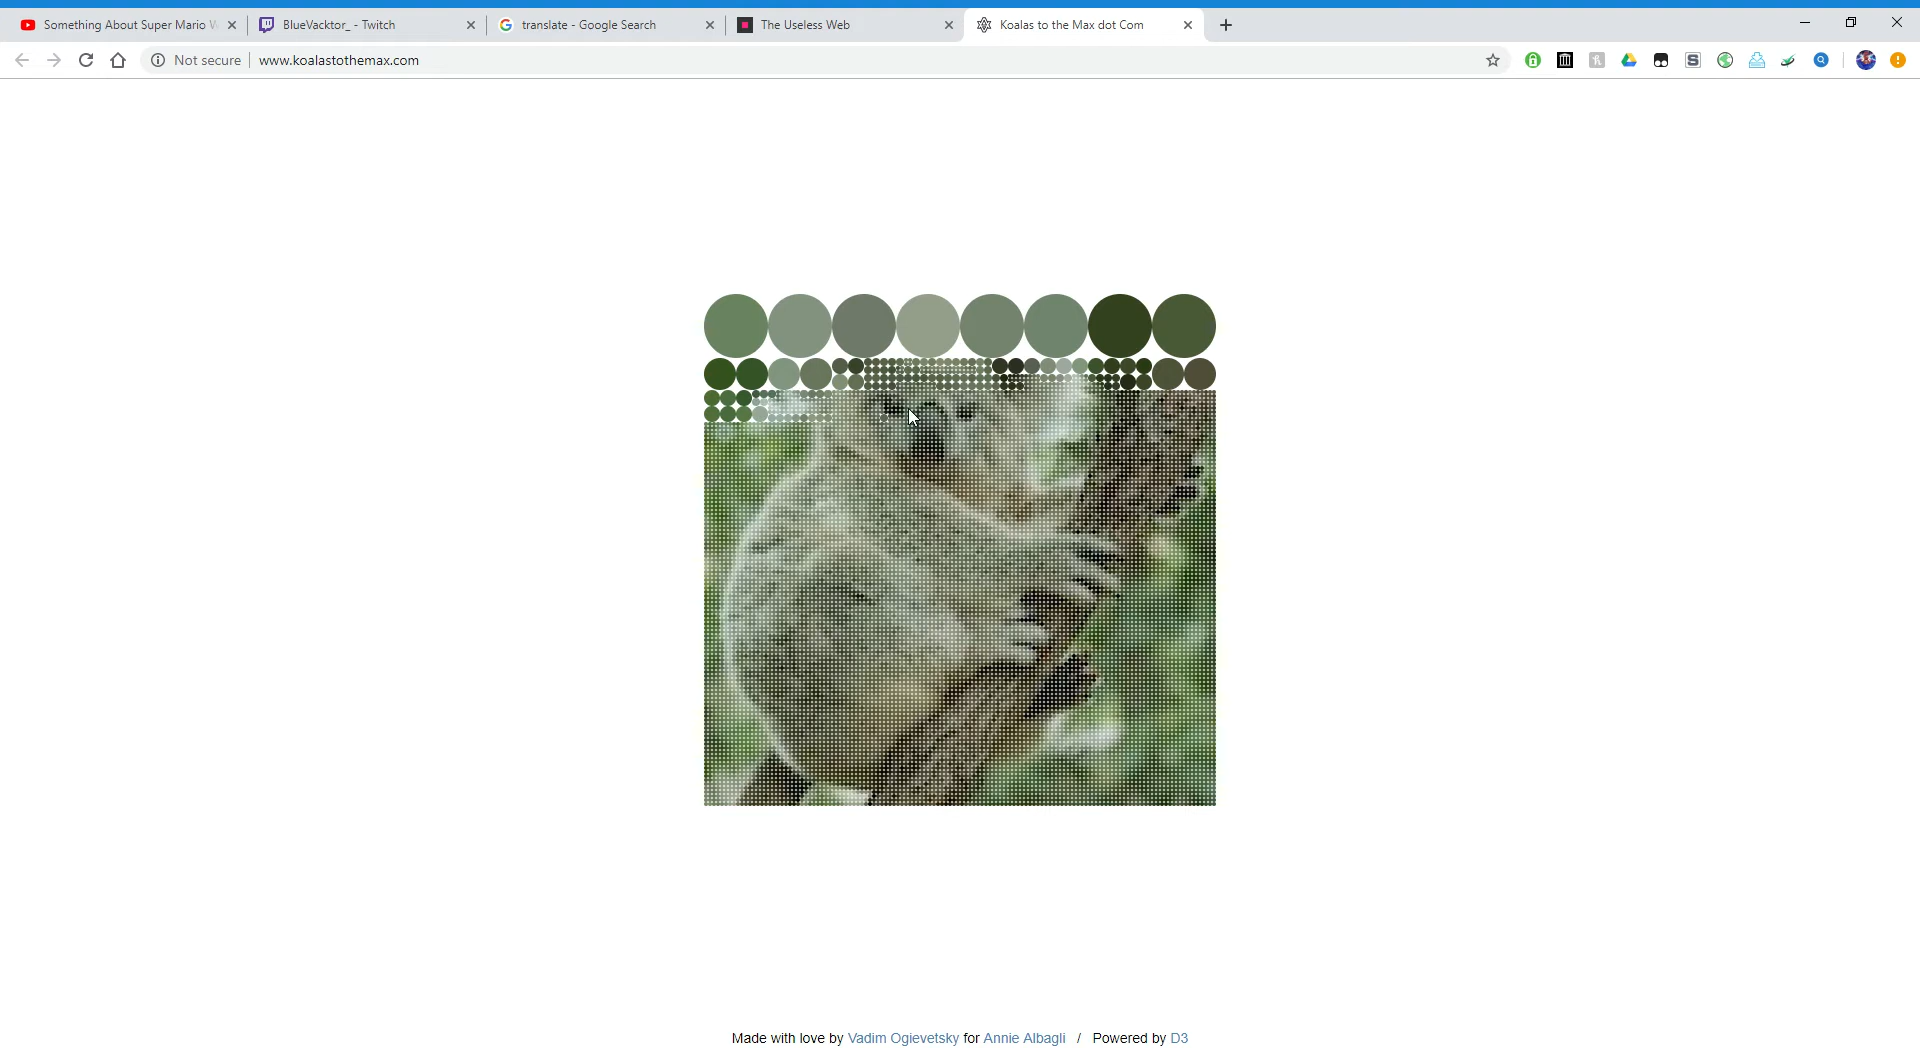 Something About Super Mario W
BlueVacktor_ - Twitch
translate - Google Search
The Useless Web
Koalas to the Max dot Com
Not secure
www.koalastothemax.com
Made with love by Vadim Ogievetsky for Annie Albagli / Powered by D3